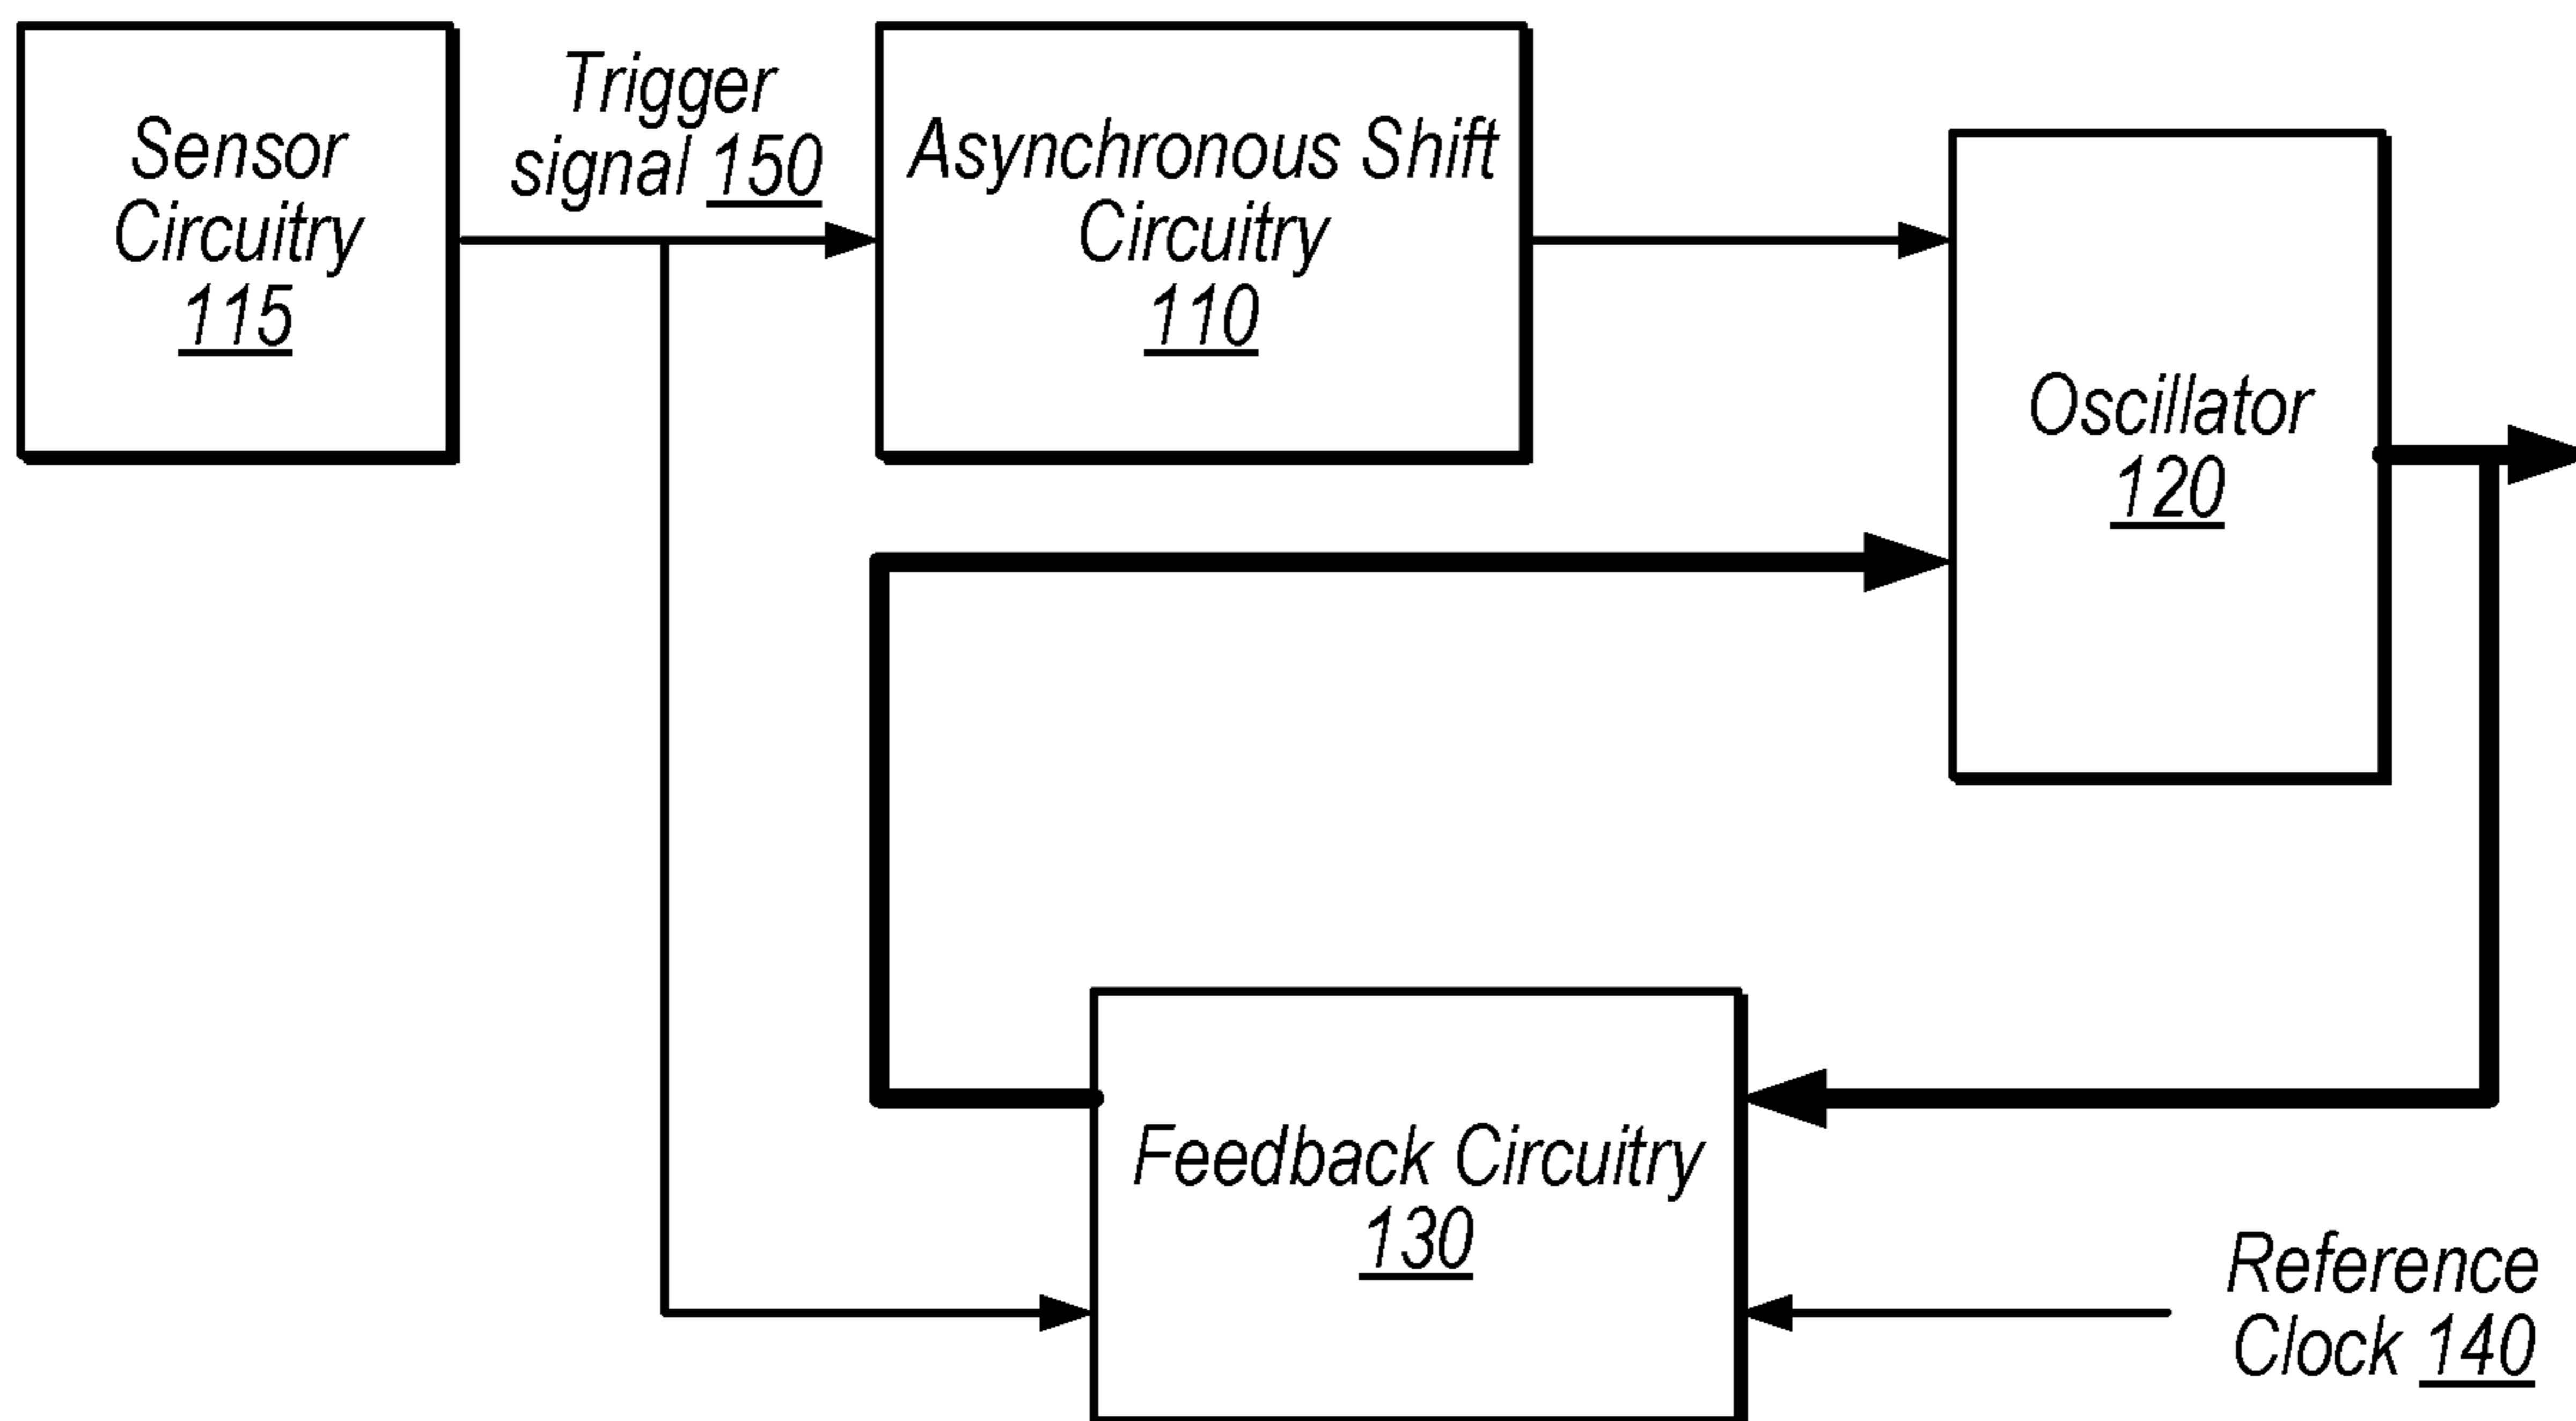 Sensor
Circuitry
115
Trigger
signal 150
Asynchronous Shift
Circuitry
110
Oscillator
120
Feedback Circuitry
130
Reference
Clock 140